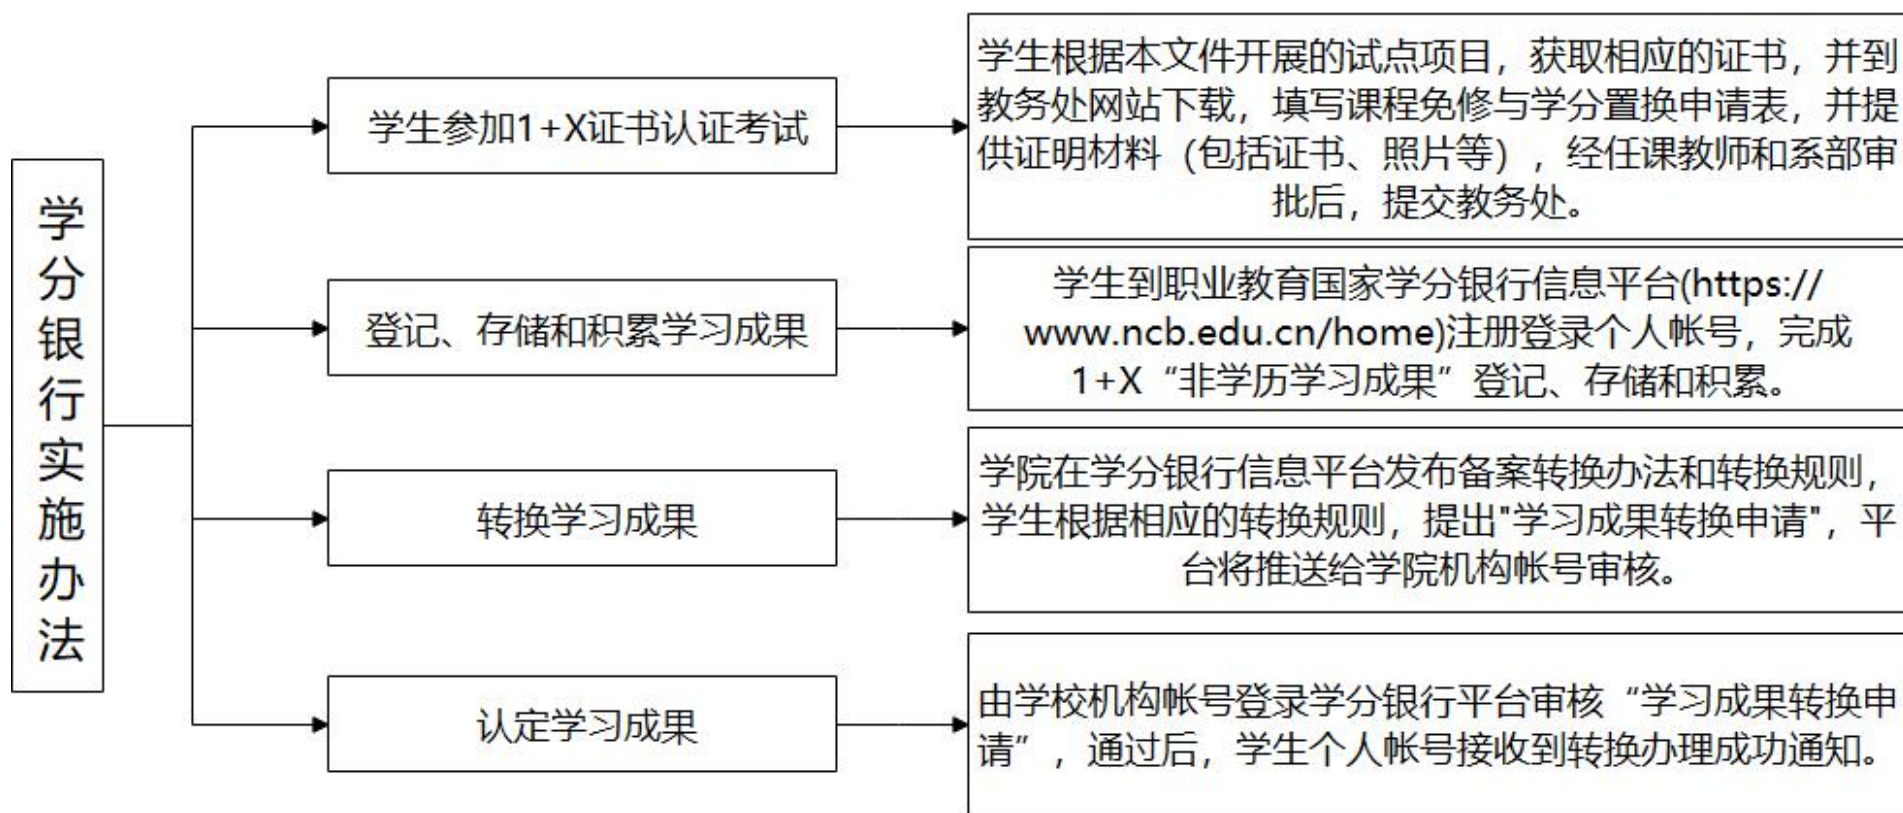 学分银行实施办法
学生参加1+X证书认证考试
学生根据本文件开展的试点项目，获取相应的证书，并到
教务处网站下载，填写课程免修与学分置换申请表，并提
供证明材料（包括证书、照片等），经任课教师和系部审
批后，提交教务处。
登记、存储和积累学习成果
学生到职业教育国家学分银行信息平台(https://
www.ncb.edu.cn/home)注册登录个人帐号，完成
1+X“非学历学习成果”登记、存储和积累。
转换学习成果
学院在学分银行信息平台发布备案转换办法和转换规则，
学生根据相应的转换规则，提出"学习成果转换申请"，平
台将推送给学院机构帐号审核。
认定学习成果
由学校机构帐号登录学分银行平台审核“学习成果转换申
请”，通过后，学生个人帐号接收到转换办理成功通知。